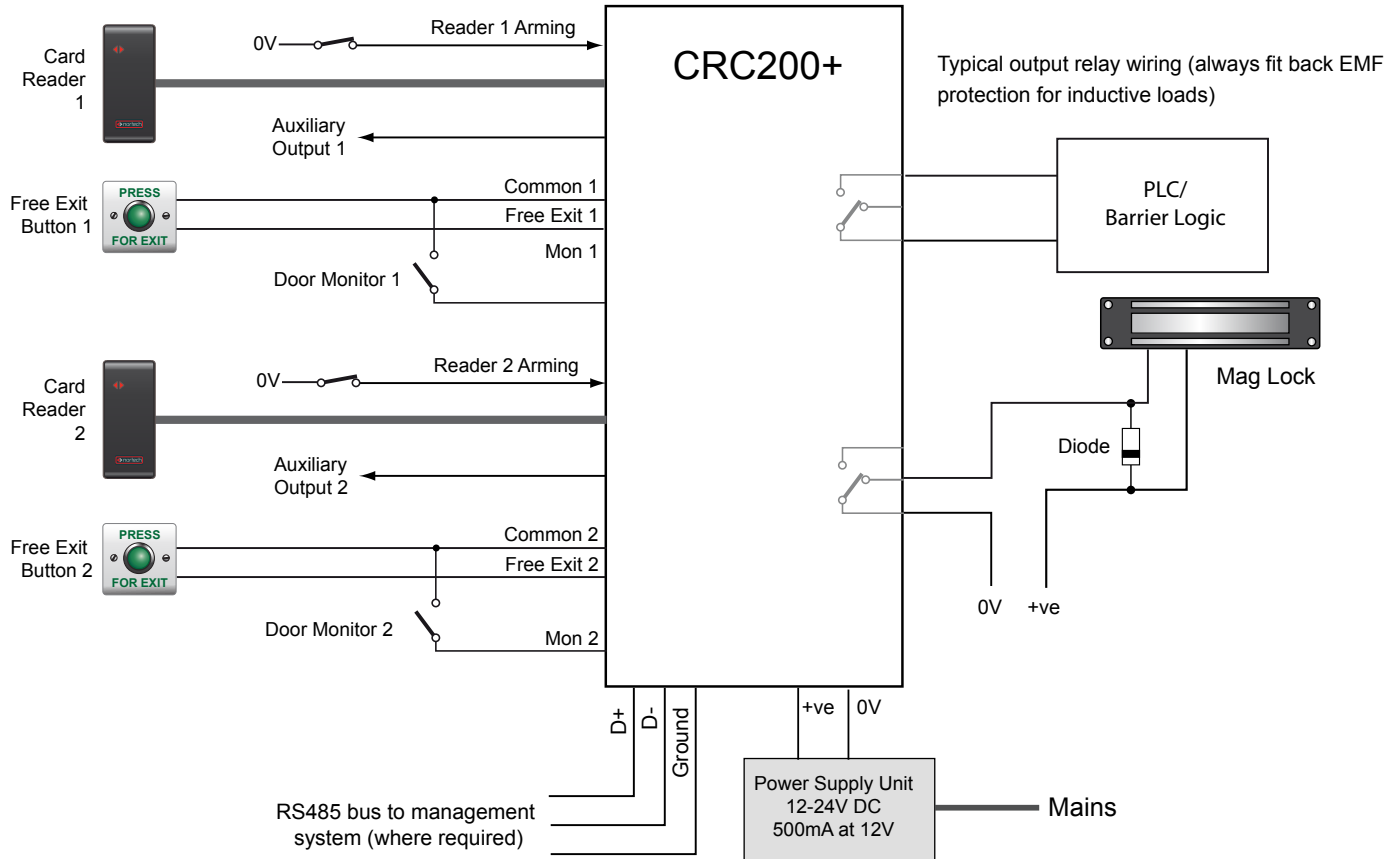 0V
Reader 1 Arming
Card
Reader
1
nortech
Auxiliary
Output 1
Free Exit
Button 1
PRESS
FOR EXIT
Common 1
Free Exit 1
Mon 1
Door Monitor 1
CRC200+
Typical output relay wiring (always fit back EMF
protection for inductive loads)
PLC/
Barrier Logic
Mag Lock
Diode
0V
+ve
0V
Reader 2 Arming
Card
Reader
2
nortech
Auxiliary
Output 2
Free Exit
Button 2
PRESS
FOR EXIT
Common 2
Free Exit 2
Door Monitor 2
Mon 2
D+
D-
Ground
+ve
0V
RS485 bus to management
system (where required)
Power Supply Unit
12-24V DC
500mA at 12V
Mains